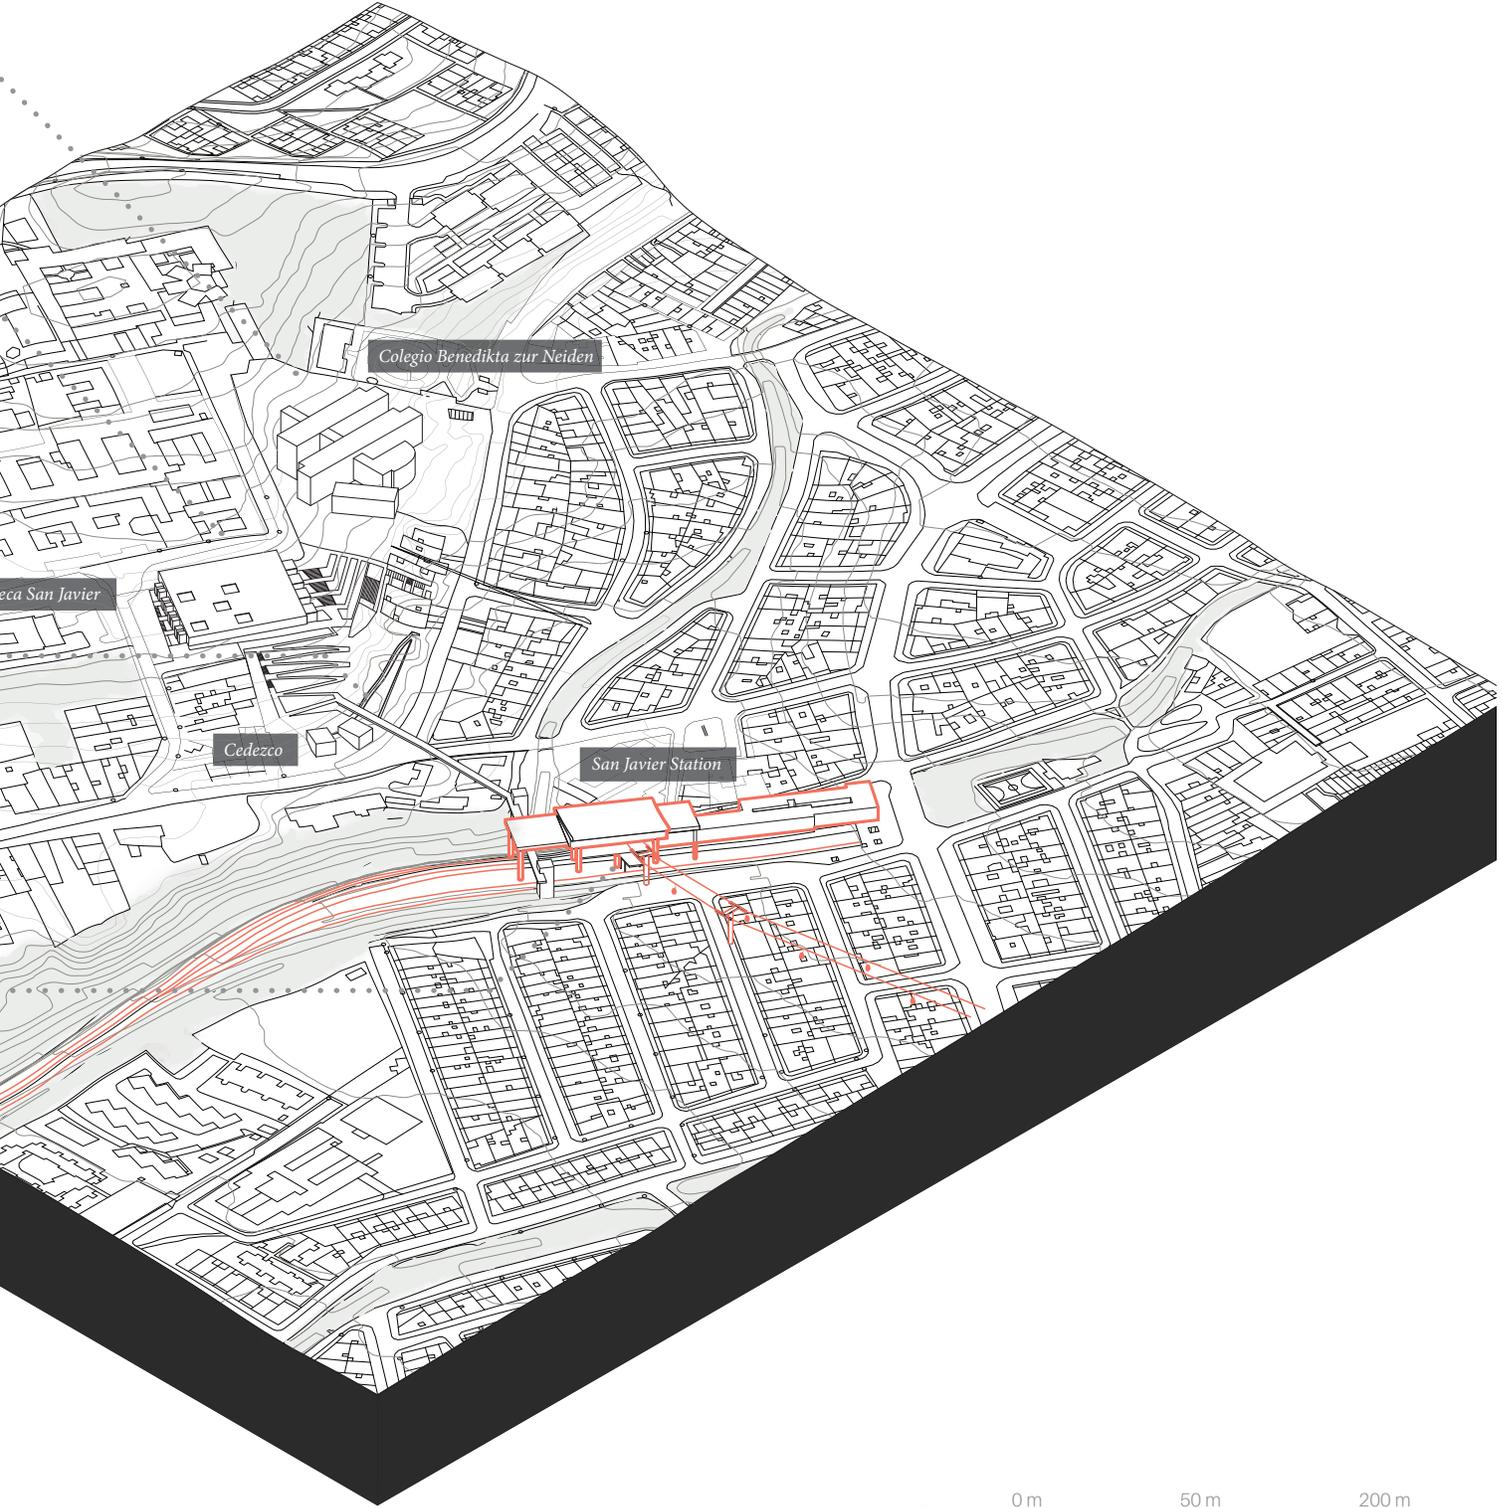 Colegio Benedikta zur Neiden
eca San Javier
Cedezco
San Javier Station
0 m 50 m 200 m